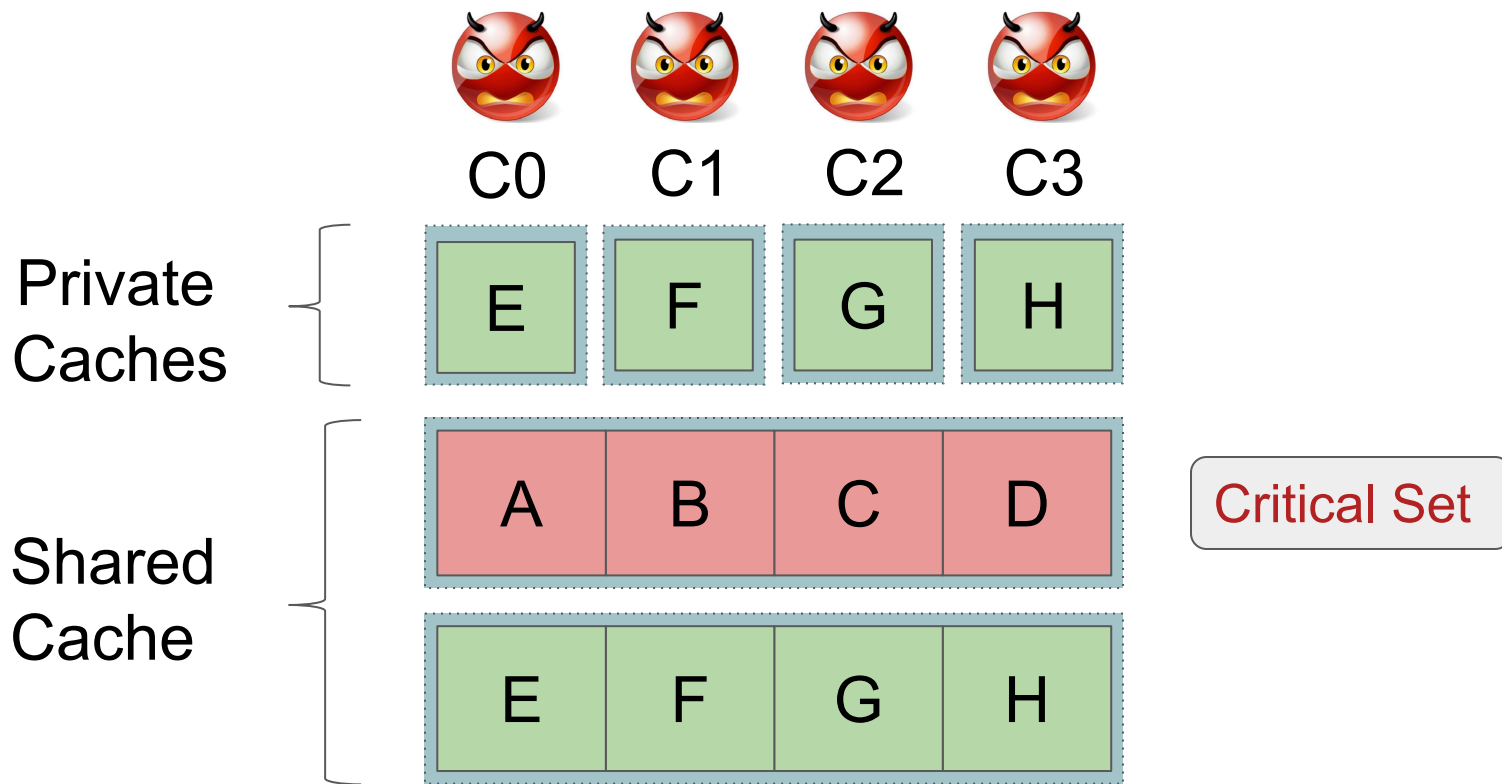 C0 C1 C2 C3
Private
Caches
E F G H
A B C D
Critical Set
Shared
Cache
E F G H